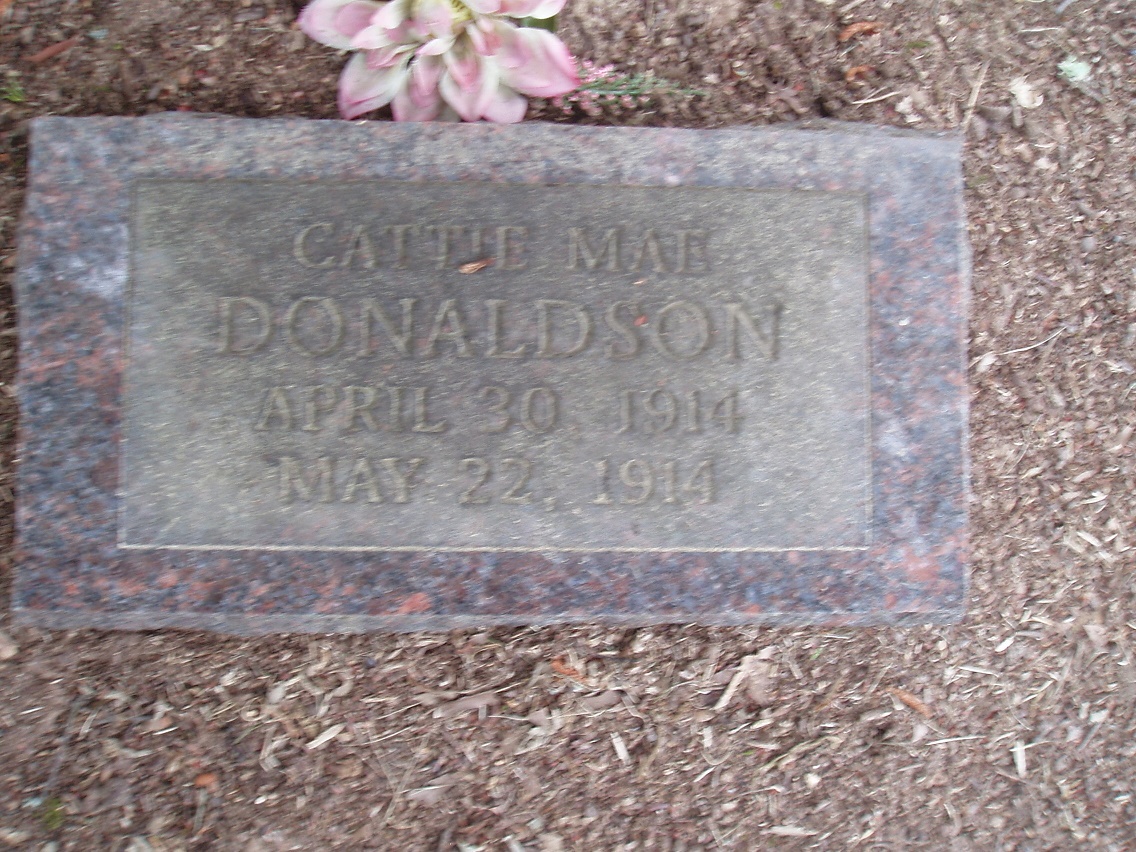 CATTIE MAE
DONALDSON
APRIL 30 1914
MAY 22, 1914